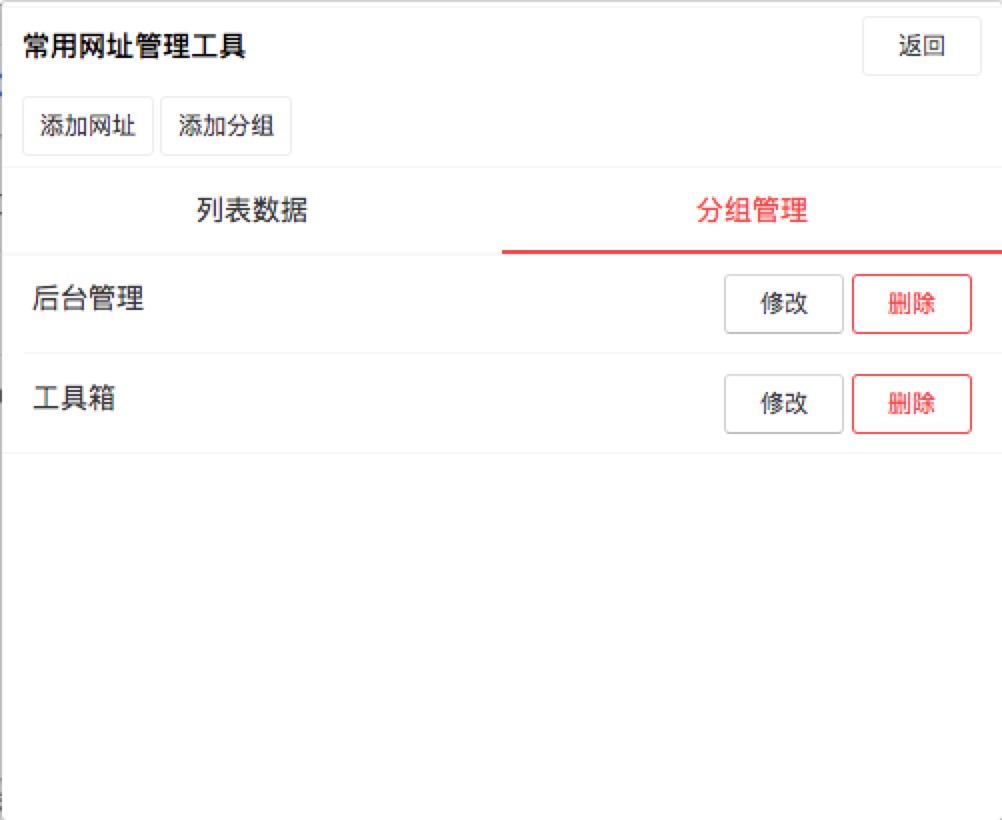 常用网址管理工具 返回
添加网址 添加分组
列表数据 分组管理
后台管理 修改 删除
工具箱 修改 删除